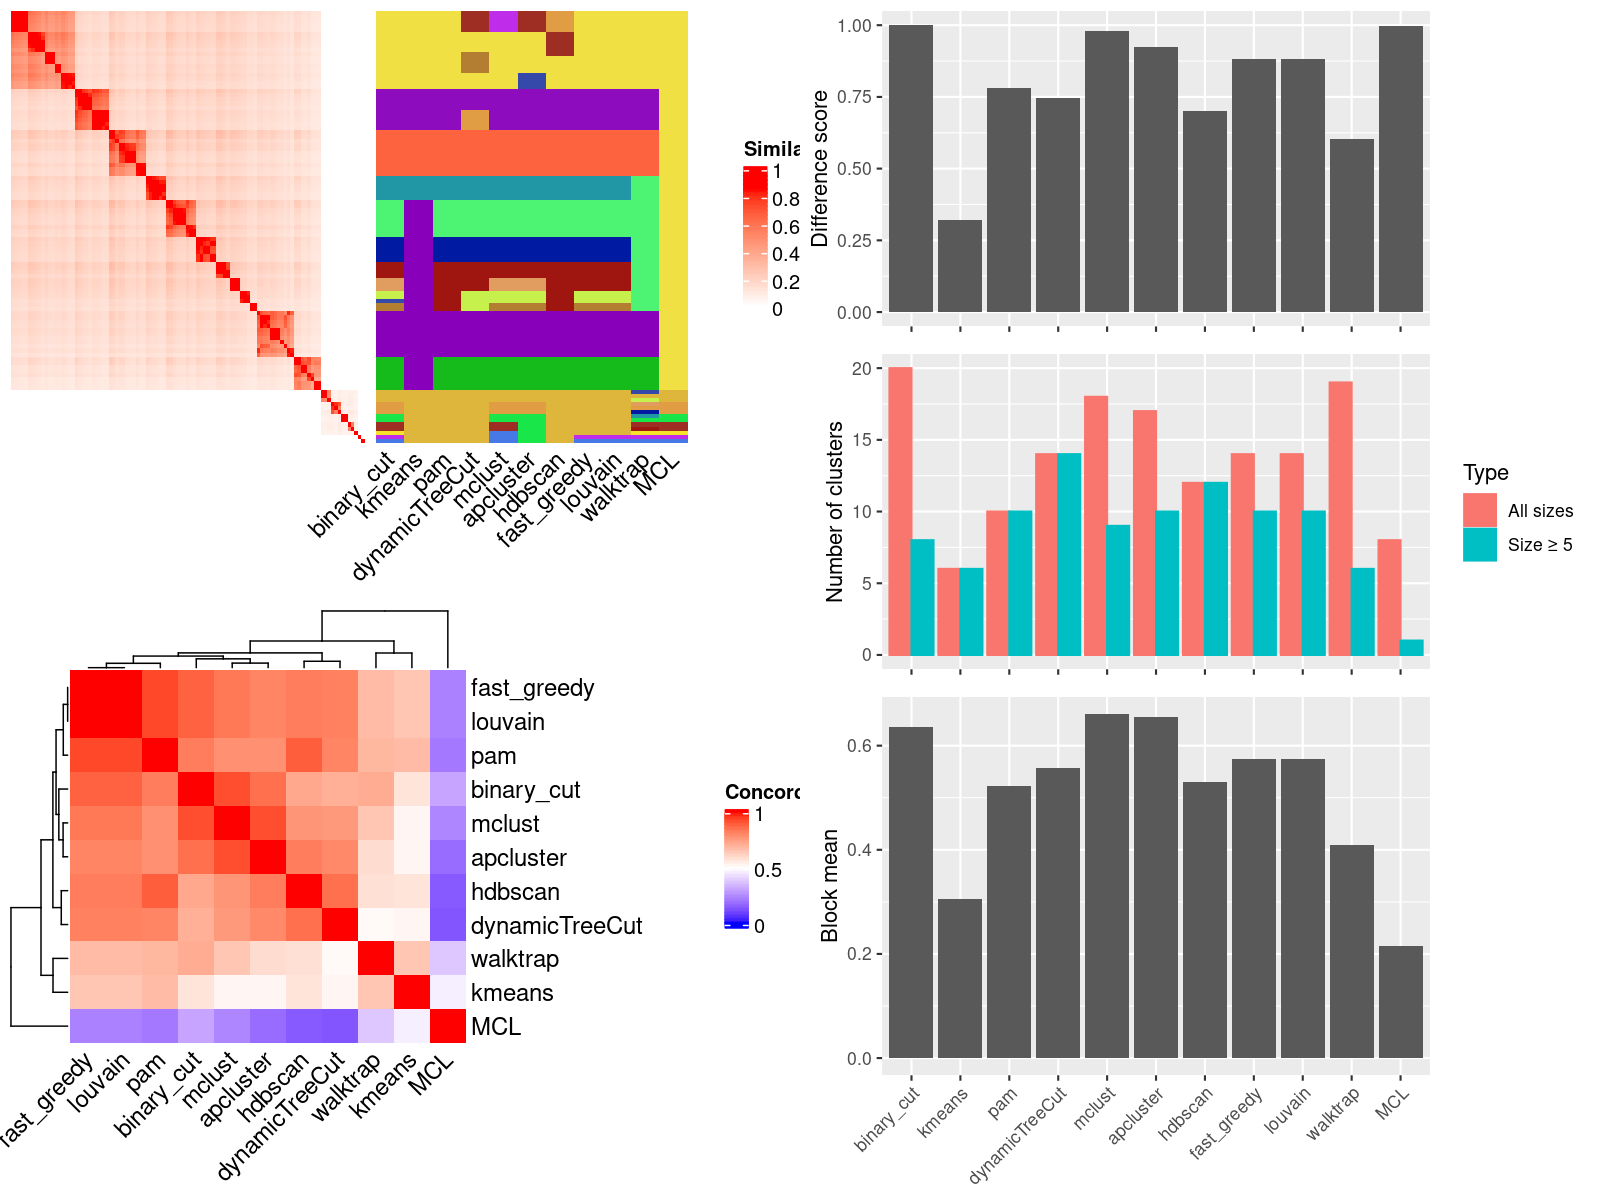 Simila
1
0.8
0.6
0.4
0.2
0
binary_cut
kmeans
pam
dynamicTreeCut
mclust
apcluster
hdbscan
fast_greedy
louvain
walktrap
MCL
fast_greedy
louvain
pam
binary_cut
mclust
apcluster
hdbscan
dynamicTreeCut
walktrap
kmeans
MCL
Concord
1
0.5
0
fast_greedy
louvain
pam
binary_cut
mclust
apcluster
hdbscan
dynamicTreeCut
walktrap
kmeans
MCL
Difference score
1.00
0.75
0.50
0.25
0.00
Number of clusters
20
15
10
5
0
Type
All sizes
Size ≥ 5
Block mean
0.6
0.4
0.2
0.0
binary_cut
kmeans
pam
dynamicTreeCut
mclust
apcluster
hdbscan
fast_greedy
louvain
walktrap
MCL